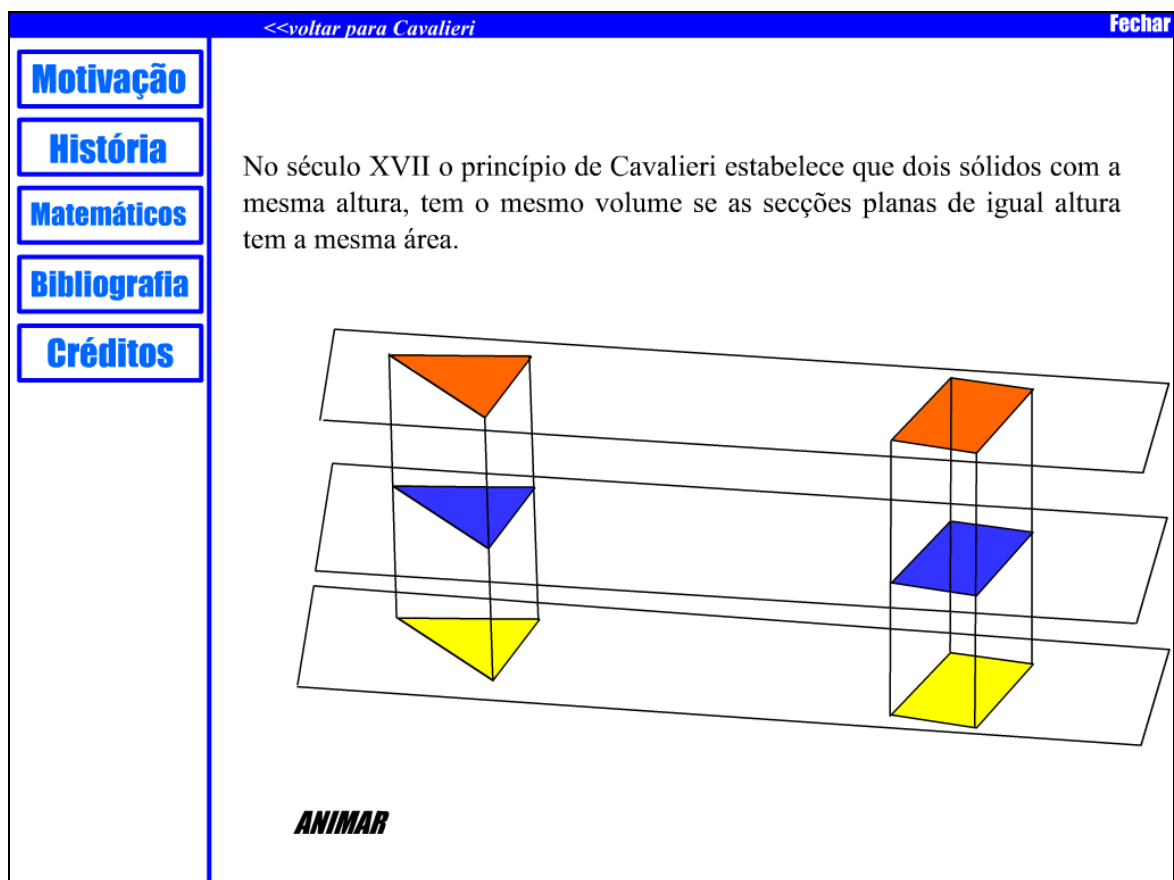 <<voltar para Cavalieri
Fechar
Motivação
História
Matemáticos
Bibliografia
Créditos
No século XVII o princípio de Cavalieri estabelece que dois sólidos com a
mesma altura, tem o mesmo volume se as secções planas de igual altura
tem a mesma área.
ANIMAR